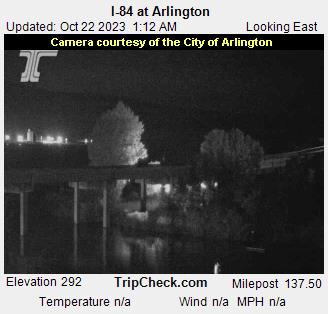 I-84 at Arlington
Updated: Oct 22 2023 1:12 AM Looking East
Camera courtesy of the City of Arlington
Elevation 292 TripCheck.com Milepost 137.50
Temperature n/a Wind n/a MPH n/a